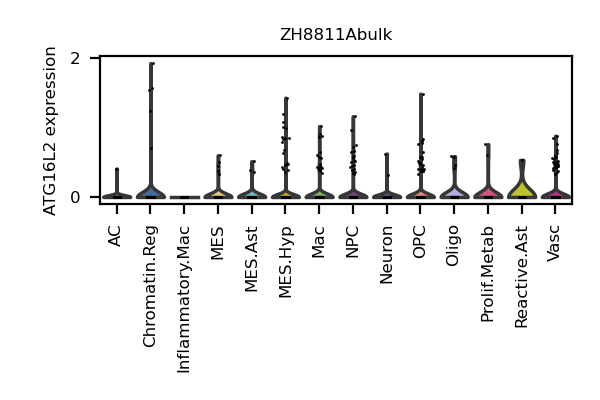 ZH8811Abulk
ATG16L2 expression
2
0
AC
Chromatin.Reg
Inflammatory.Mac
MES
MES.Ast
MES.Hyp
Mac
NPC
Neuron
OPC
Oligo
Prolif.Metab
Reactive.Ast
Vasc